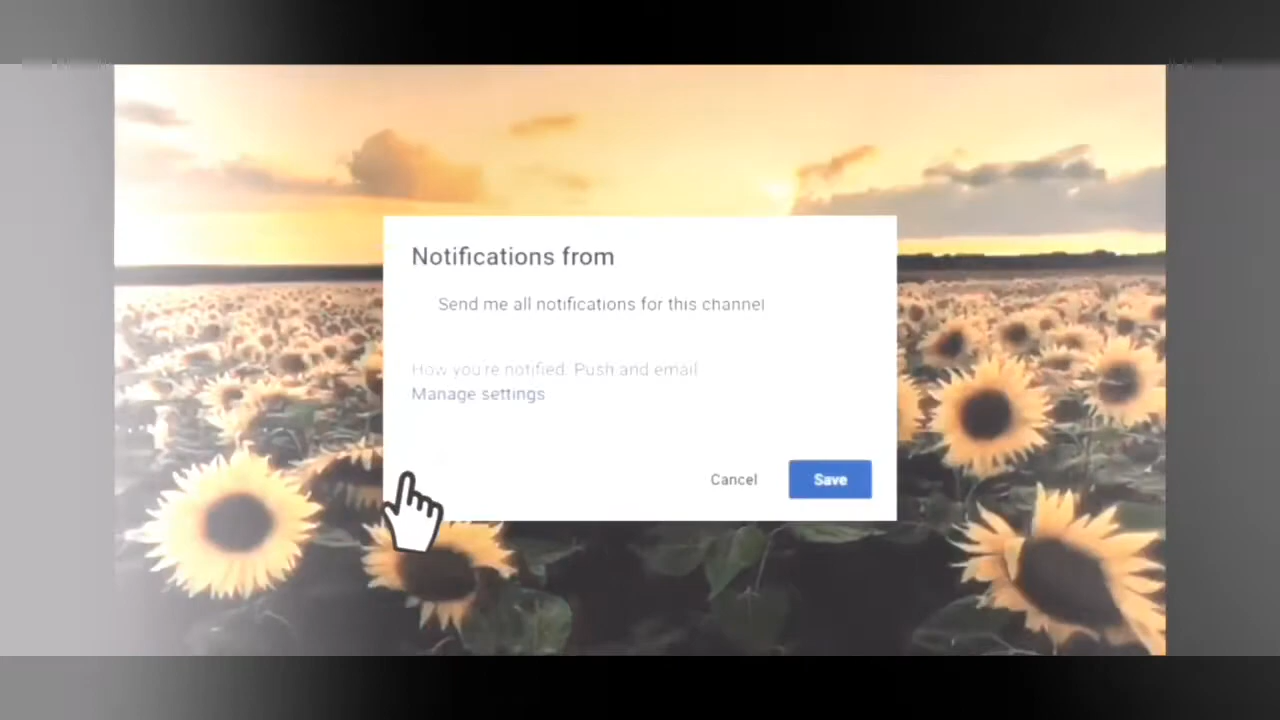 Notifications from
Send me all notifications for this channel
How you're notified: Push and email
Manage settings
Cancel
Save